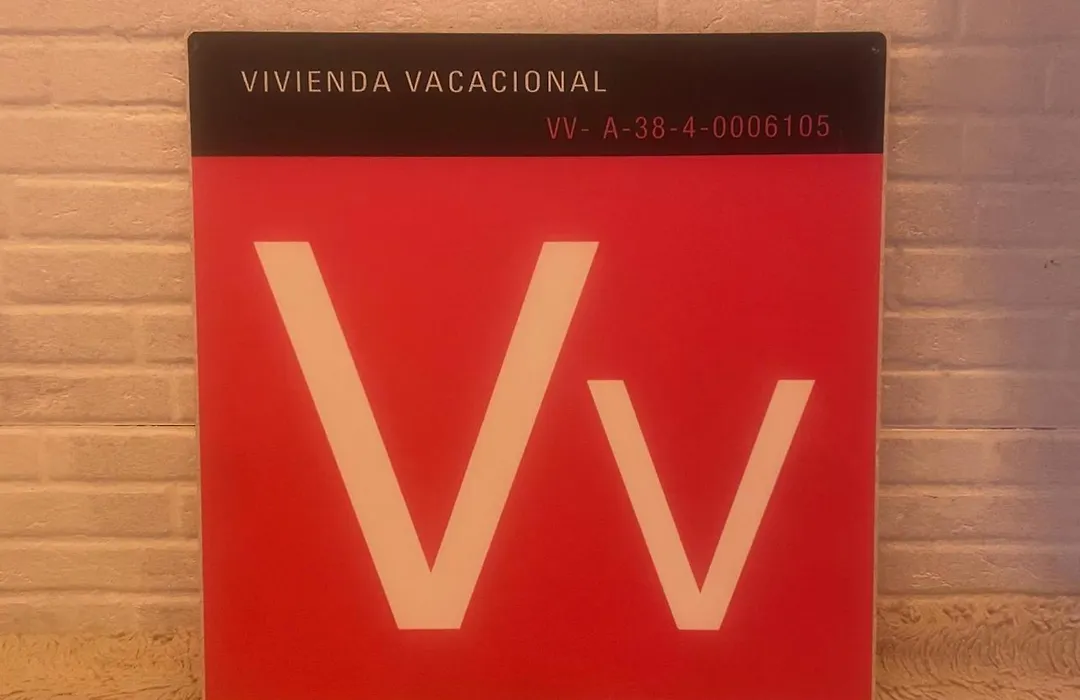 VIVIENDA VACACIONAL
VV- A-38-4-0006105
Vv